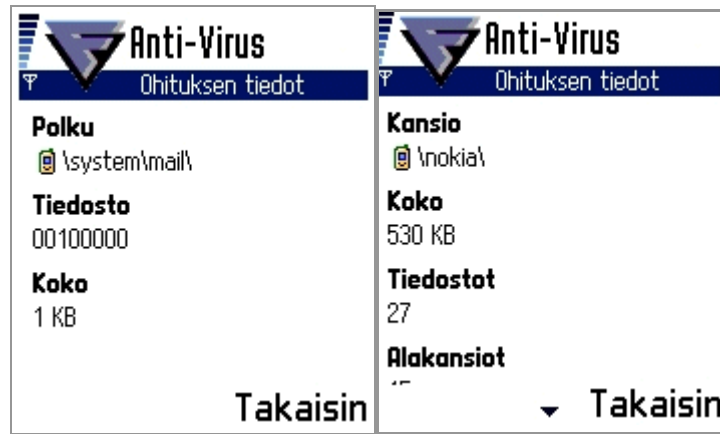 Anti-Virus
Ohituksen tiedot
Polku
\system\mail\
Tiedosto
00100000
Koko
1 KB
Takaisin
Anti-Virus
Ohituksen tiedot
Kansio
\nokia\
Koko
530 KB
Tiedostot
27
Alakansiot
Takaisin